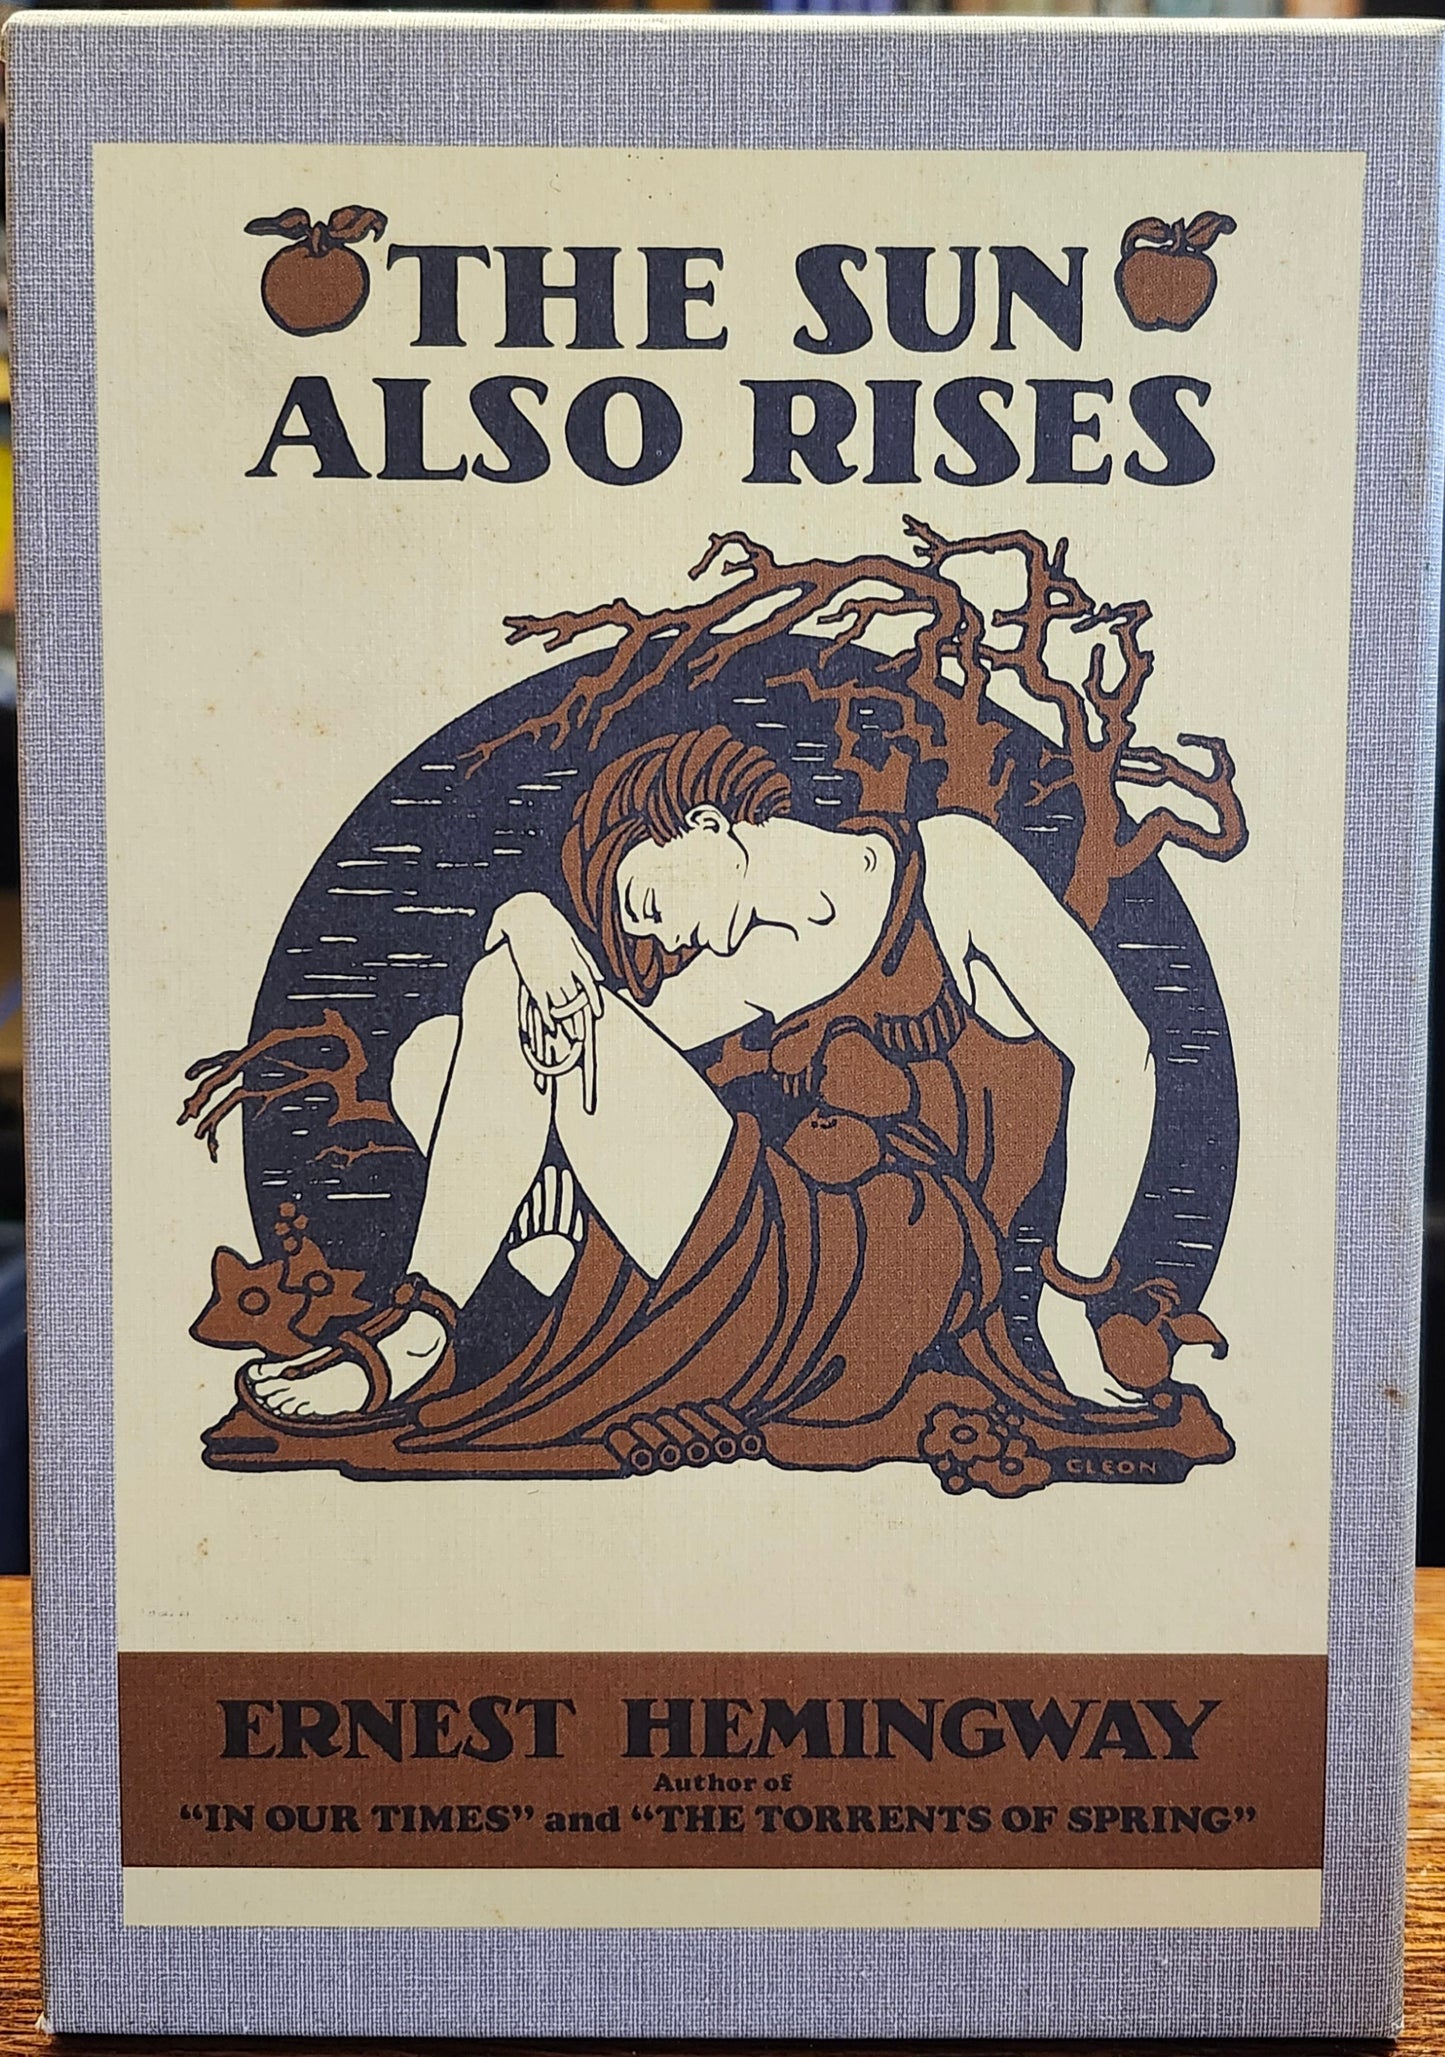 THE SUN
ALSO RISES
CLEON
ERNEST HEMINGWAY
Author of
"IN OUR TIMES" and "THE TORRENTS OF SPRING"